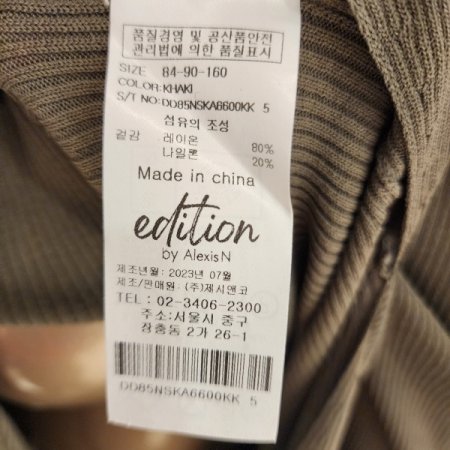 품질경영 및 공산품안전
관리법에 의한 품질표시
SIZE 84-90-160
COLOR:KHAKI
S/T NO:DD85NSKA6600KK 5
섬유의 조성
겉감 레이온 80%
나일론 20%
Made in china
edition
by AlexisN
제조년월 : 2023년 07월
제조/판매원 : (주)제시앤코
TEL : 02-3406-2300
주소:서울시 중구
장충동 2가 26-1
DD85NSKA6600KK 5